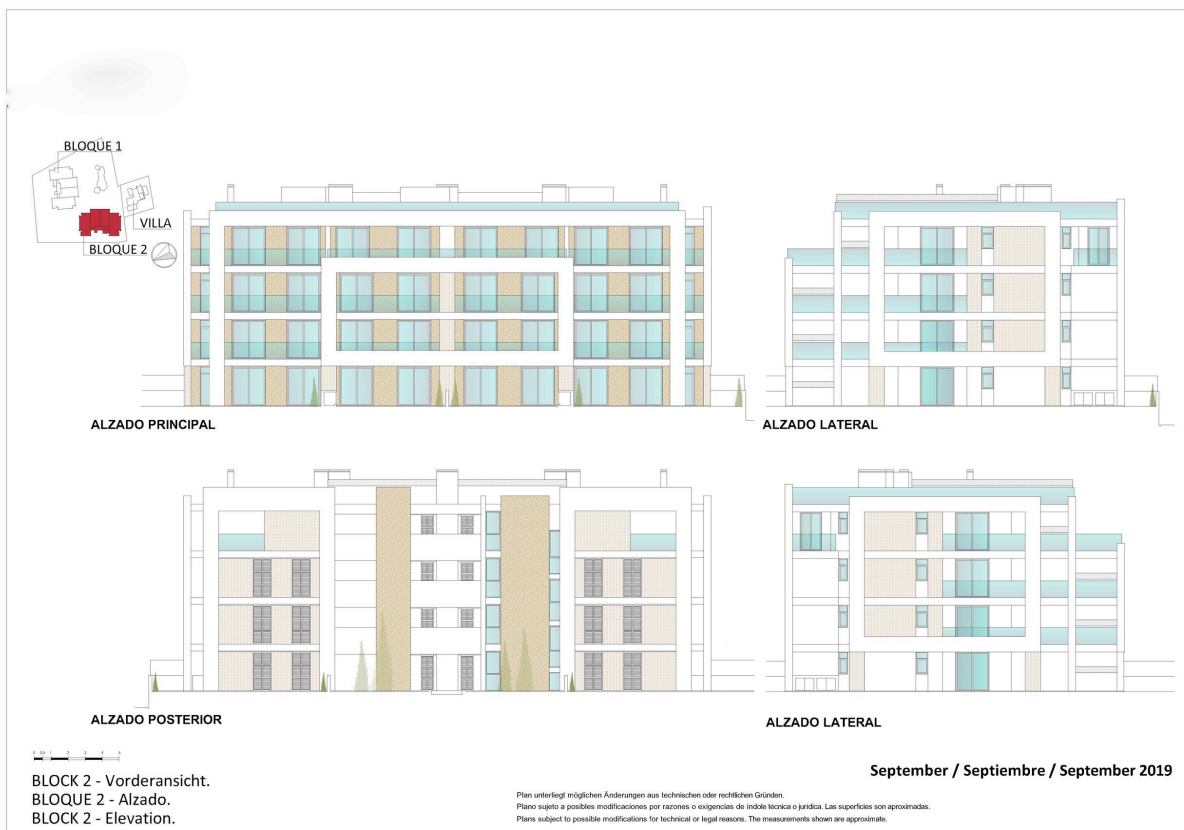 BLOQUE 1
VILLA
BLOQUE 2
ALZADO PRINCIPAL
ALZADO LATERAL
ALZADO POSTERIOR
ALZADO LATERAL
BLOCK 2 - Vorderansicht.
BLOQUE 2 - Alzado.
BLOCK 2 - Elevation.
September / Septiembre / September 2019
Plan unterliegt möglichen Änderungen aus technischen oder rechtlichen Gründen.
Plano sujeto a posibles modificaciones por razones o exigencias de indole técnica o jurídica. Las superficies son aproximadas.
Plans subject to possible modifications for technical or legal reasons. The measurements shown are approximate.